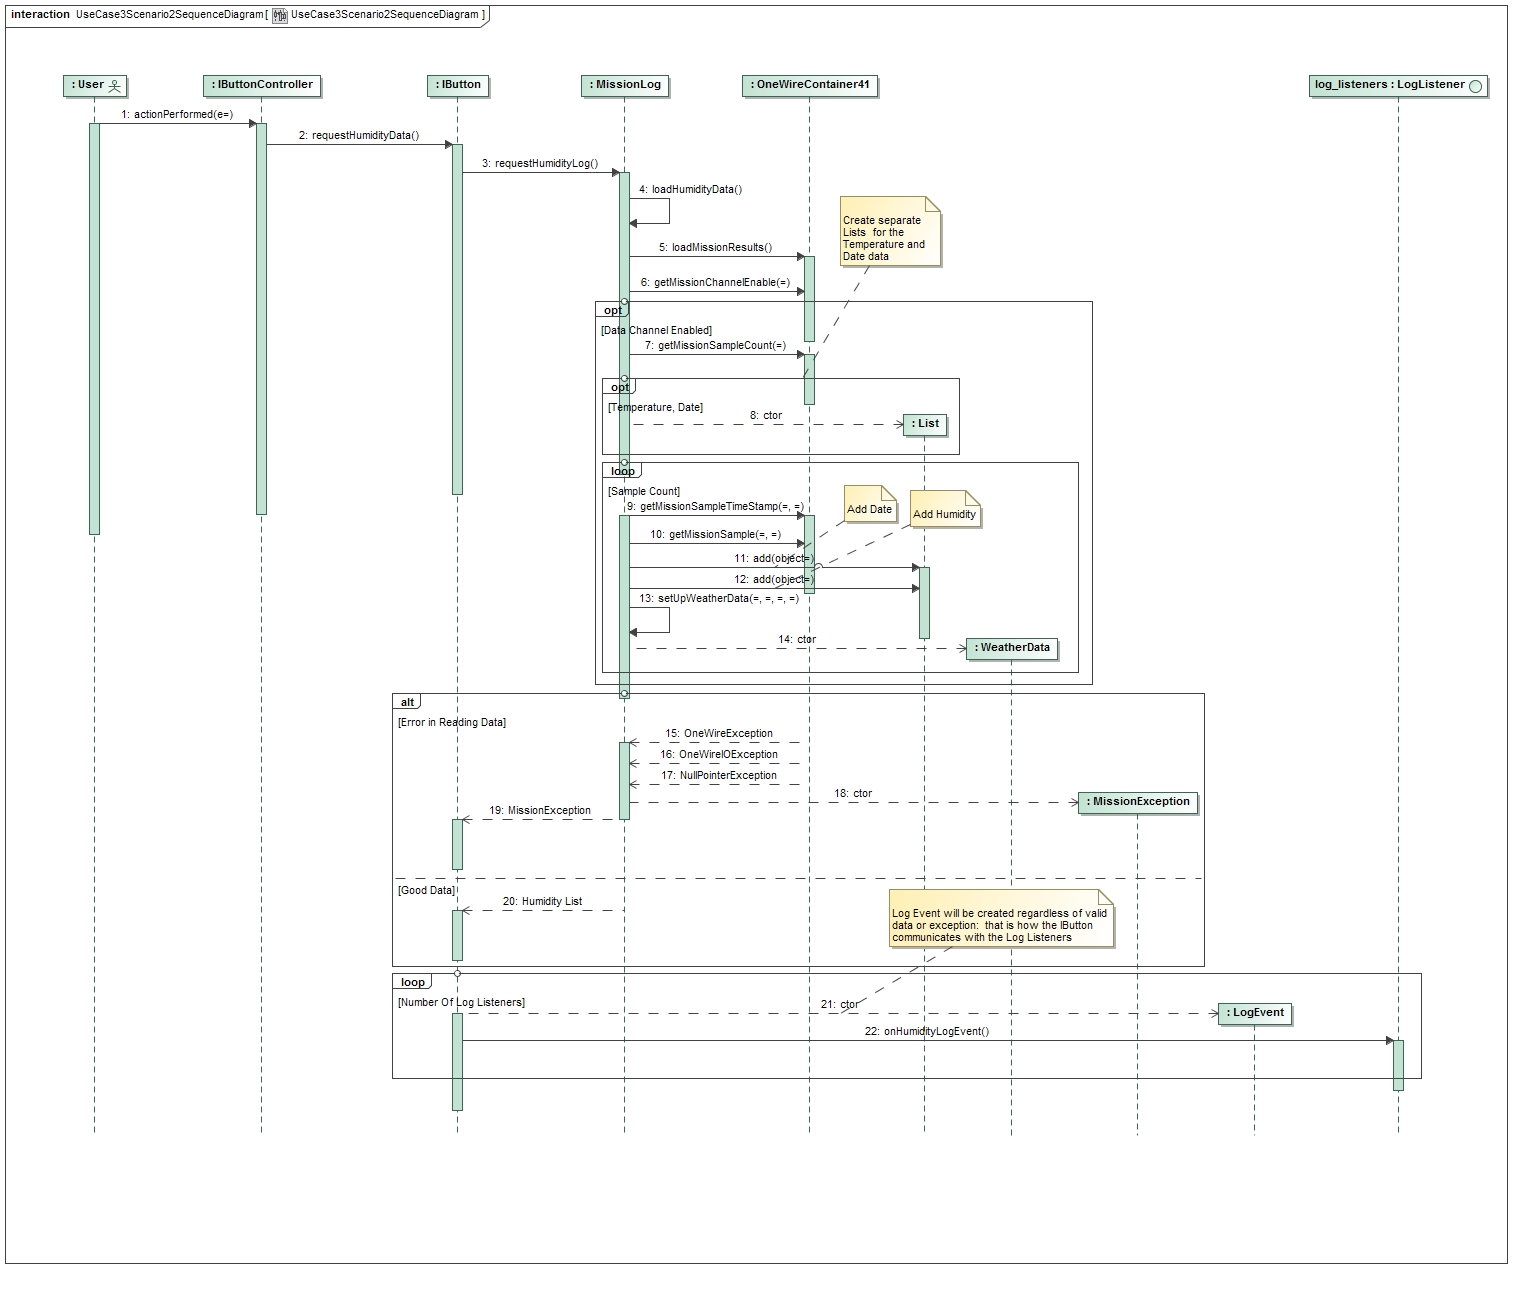 interaction UseCase3Scenario2SequenceDiagram[ UseCase3Scenario2SequenceDiagram ]
: User
: IButtonController
: IButton
: MissionLog
: OneWireContainer41
log_listeners : LogListener
1: actionPerformed(e=)
2: requestHumidityData()
3: requestHumidityLog()
4: loadHumidityData()
Create separate
Lists for the
Temperature and
Date data
5: loadMissionResults()
6: getMissionChannelEnable(=)
opt
[Data Channel Enabled]
7: getMissionSampleCount(=)
opt
[Temperature, Date]
8: ctor
: List
loop
[Sample Count]
9: getMissionSampleTimeStamp(=, =)
Add Date
Add Humidity
10: getMissionSample(=, =)
11: add(object=)
12: add(object=)
13: setUpWeatherData(=, =, =, =)
14: ctor
: WeatherData
alt
[Error in Reading Data]
15: OneWireException
16: OneWireIOException
17: NullPointerException
18: ctor
: MissionException
19: MissionException
[Good Data]
20: Humidity List
Log Event will be created regardless of valid
data or exception: that is how the IButton
communicates with the Log Listeners
loop
[Number Of Log Listeners]
21: ctor
: LogEvent
22: onHumidityLogEvent()